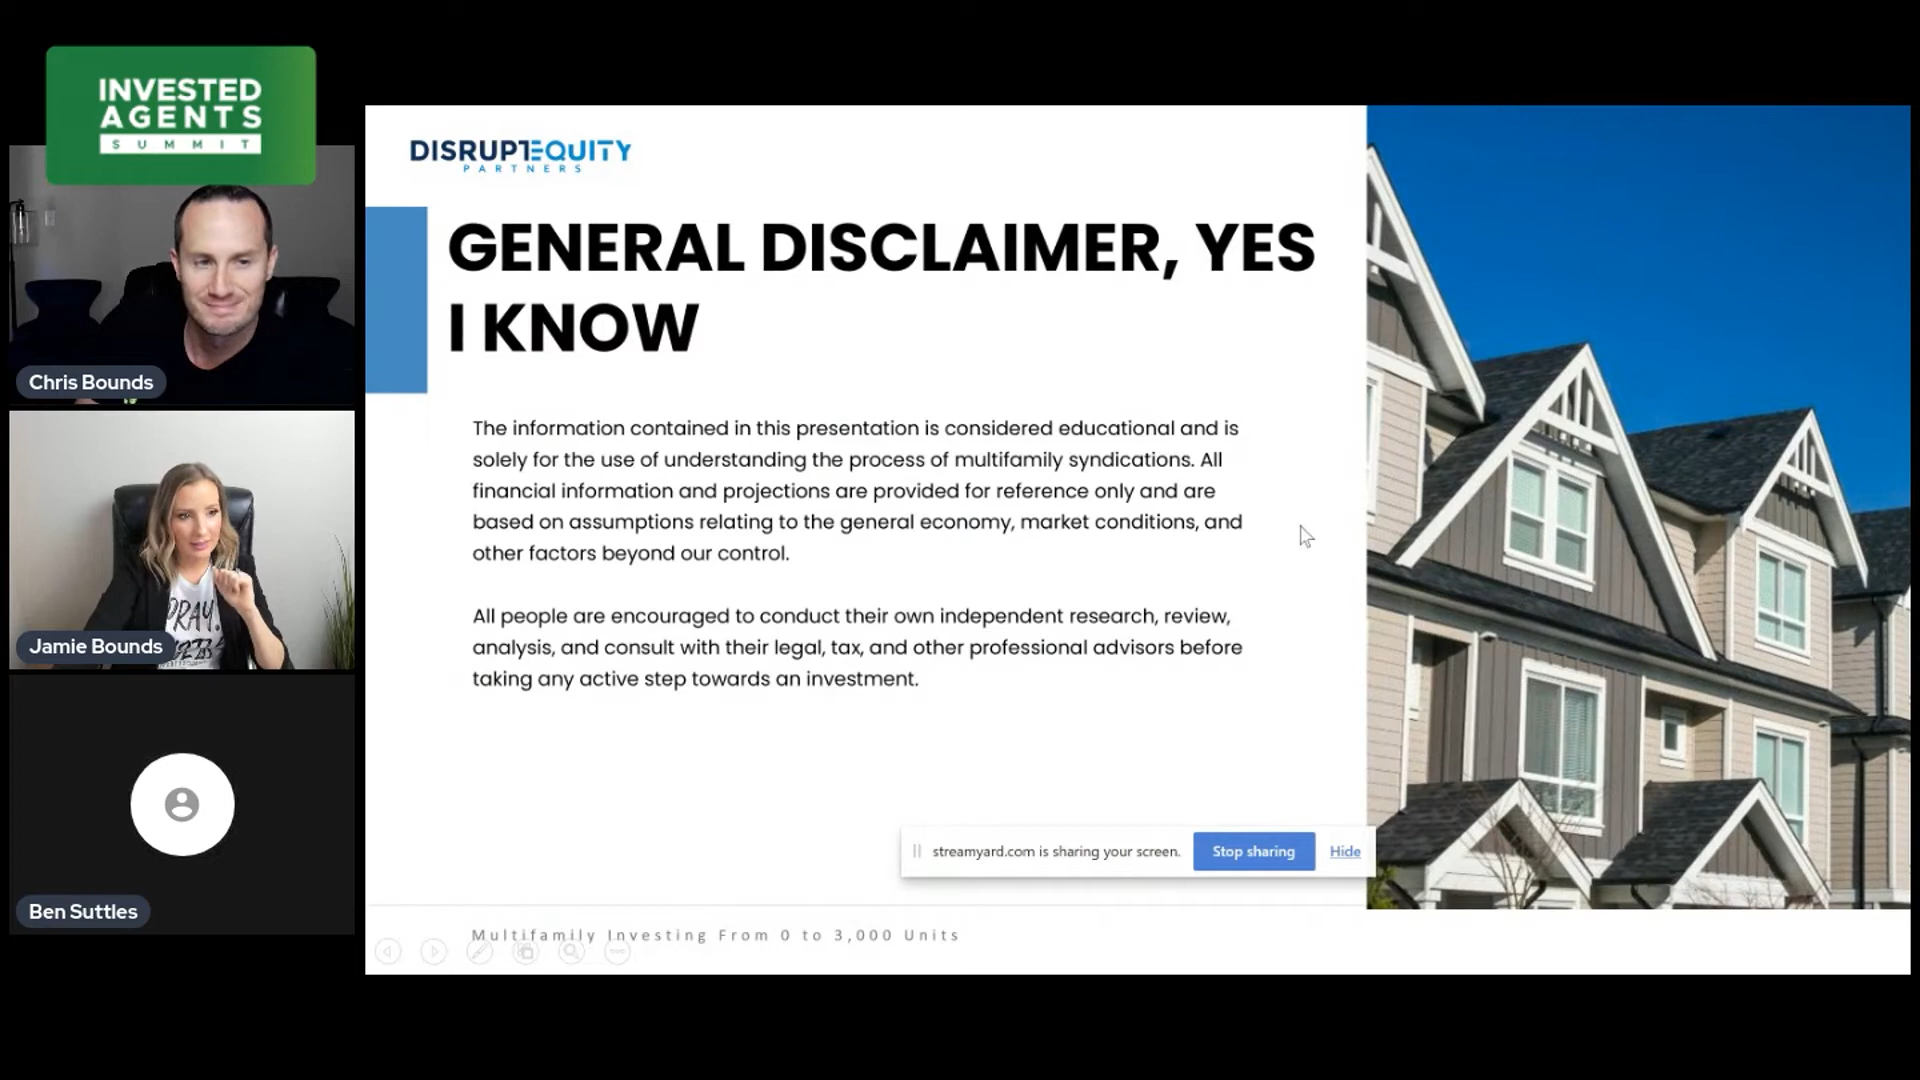 INVESTED
AGENTS
SUMMIT
Chris Bounds
PRAY.
Jamie Bounds
Ben Suttles
DISRUPTEQUITY
PARTNERS
GENERAL DISCLAIMER, YES
I KNOW
The information contained in this presentation is considered educational and is
solely for the use of understanding the process of multifamily syndications. All
financial information and projections are provided for reference only and are
based on assumptions relating to the general economy, market conditions, and
other factors beyond our control.
All people are encouraged to conduct their own independent research, review,
analysis, and consult with their legal, tax, and other professional advisors before
taking any active step towards an investment.
streamyard.com is sharing your screen.
Stop sharing
Hide
Multifamily Investing From 0 to 3,000 Units